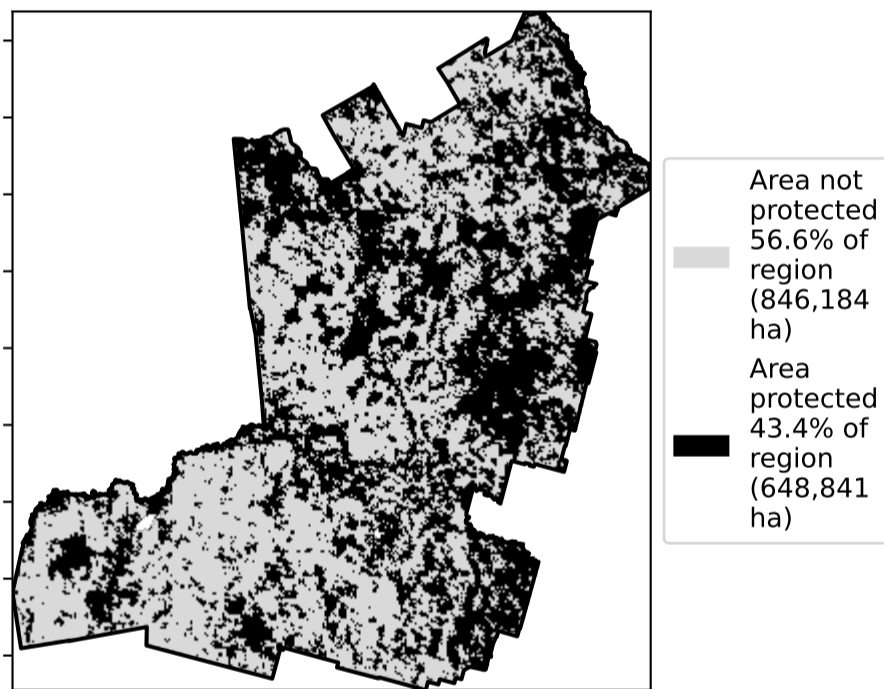 Area not
protected
56.6% of
region
(846,184
ha)
Area
protected
43.4% of
region
(648,841
ha)